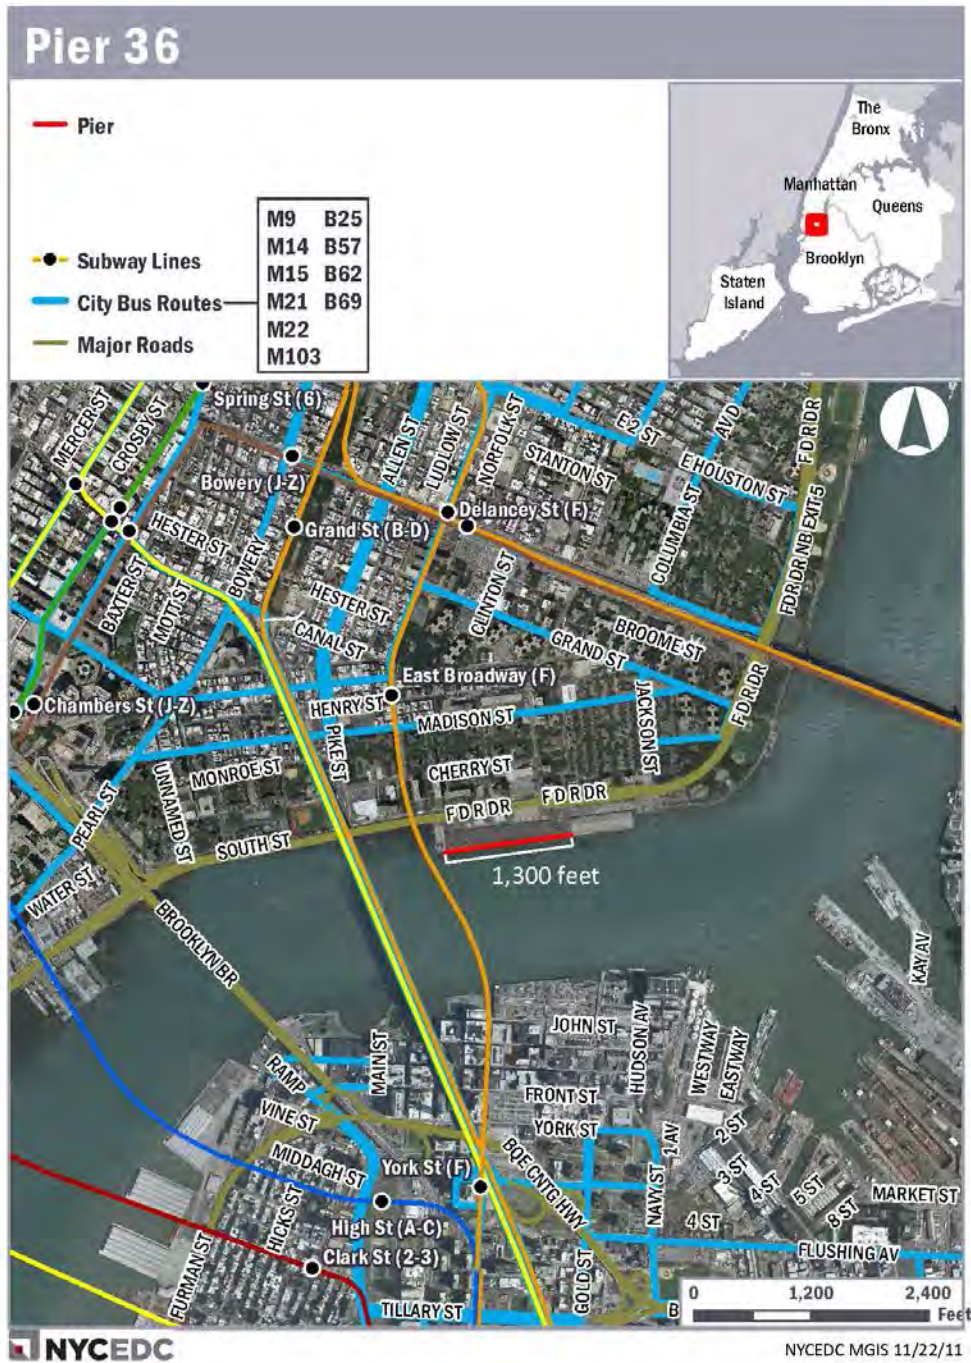 Pier 36
Pier
Subway Lines
City Bus Routes
Major Roads
M9 B25
M14 B57
M15 B62
M21 B69
M22
M103
The
Bronx
Manhattan
Queens
Brooklyn
Staten
Island
Spring St (6)
MERCER ST
CROSBY ST
ALLEN ST
LUDLOW ST
NORFOLK ST
E 2 ST
AV D
F D R DR
STANTON ST
E HOUSTON ST
Bowery (J-Z)
Delancey St (F)
Grand St (B-D)
HESTER ST
BOWERY
COLUMBIA ST
F D R DR NB EXIT 5
BAXTER ST
MOTT ST
HESTER ST
CLINTON ST
CANAL ST
GRAND ST
BROOME ST
East Broadway (F)
F D R DR
Chambers St (J-Z)
HENRY ST
MADISON ST
JACKSON ST
PIKE ST
MONROE ST
CHERRY ST
UNNAMED ST
PEARL ST
F D R DR
F D R DR
SOUTH ST
1,300 feet
WATER ST
BROOKLYN BR
KAY AV
JOHN ST
HUDSON AV
WESTWAY
EASTWAY
MAIN ST
RAMP
FRONT ST
VINE ST
YORK ST
2 ST
1 AV
MIDDAGH ST
York St (F)
BQE CNTG HWY
NAVY ST
3 ST
4 ST
5 ST
8 ST
MARKET ST
HICKS ST
High St (A-C)
4 ST
FLUSHING AV
Clark St (2-3)
FURMAN ST
GOLD ST
TILLARY ST
B
0 1,200 2,400
Feet
NYCEDC
NYCEDC MGIS 11/22/11